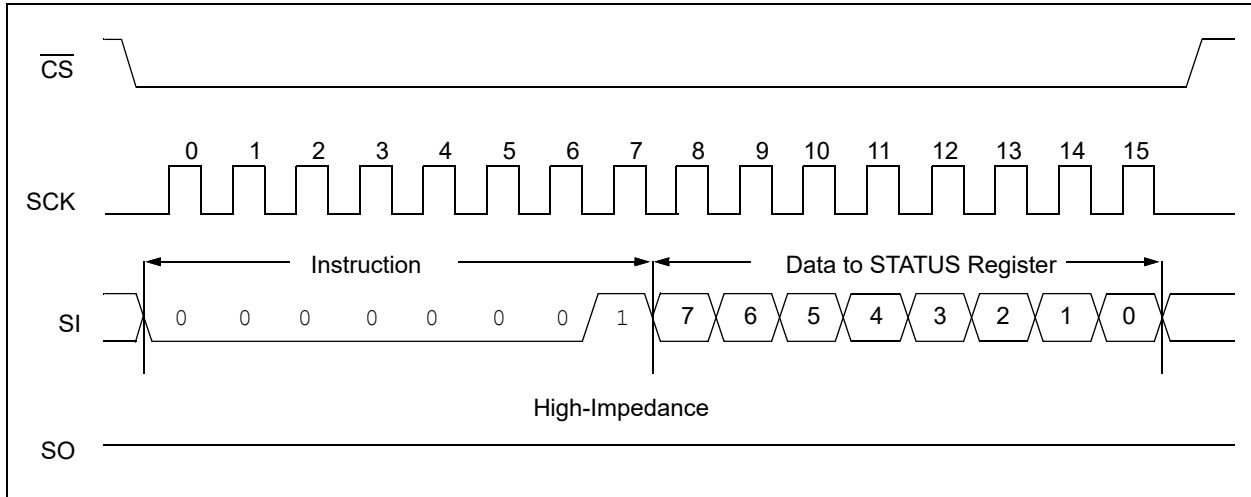 CS
0 1 2 3 4 5 6 7 8 9 10 11 12 13 14 15
SCK
Instruction Data to STATUS Register
SI 0 0 0 0 0 0 0 1 7 6 5 4 3 2 1 0
High-Impedance
SO